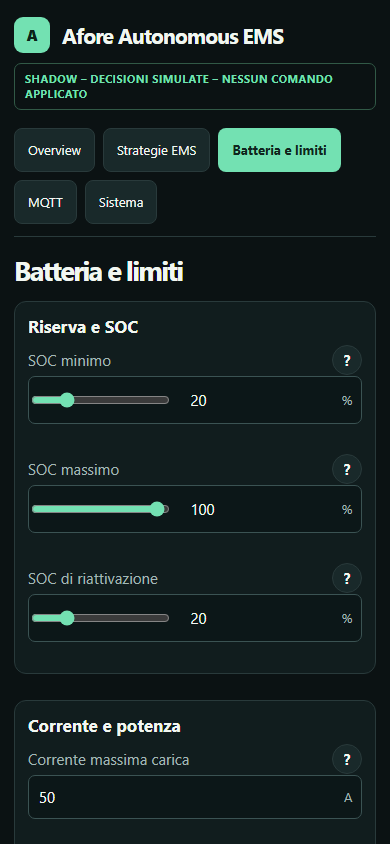 A
Afore Autonomous EMS
SHADOW – DECISIONI SIMULATE – NESSUN COMANDO
APPLICATO
Overview
Strategie EMS
Batteria e limiti
MQTT
Sistema
Batteria e limiti
Riserva e SOC
SOC minimo
?
20
%
SOC massimo
?
100
%
SOC di riattivazione
?
20
%
Corrente e potenza
Corrente massima carica
?
50
A